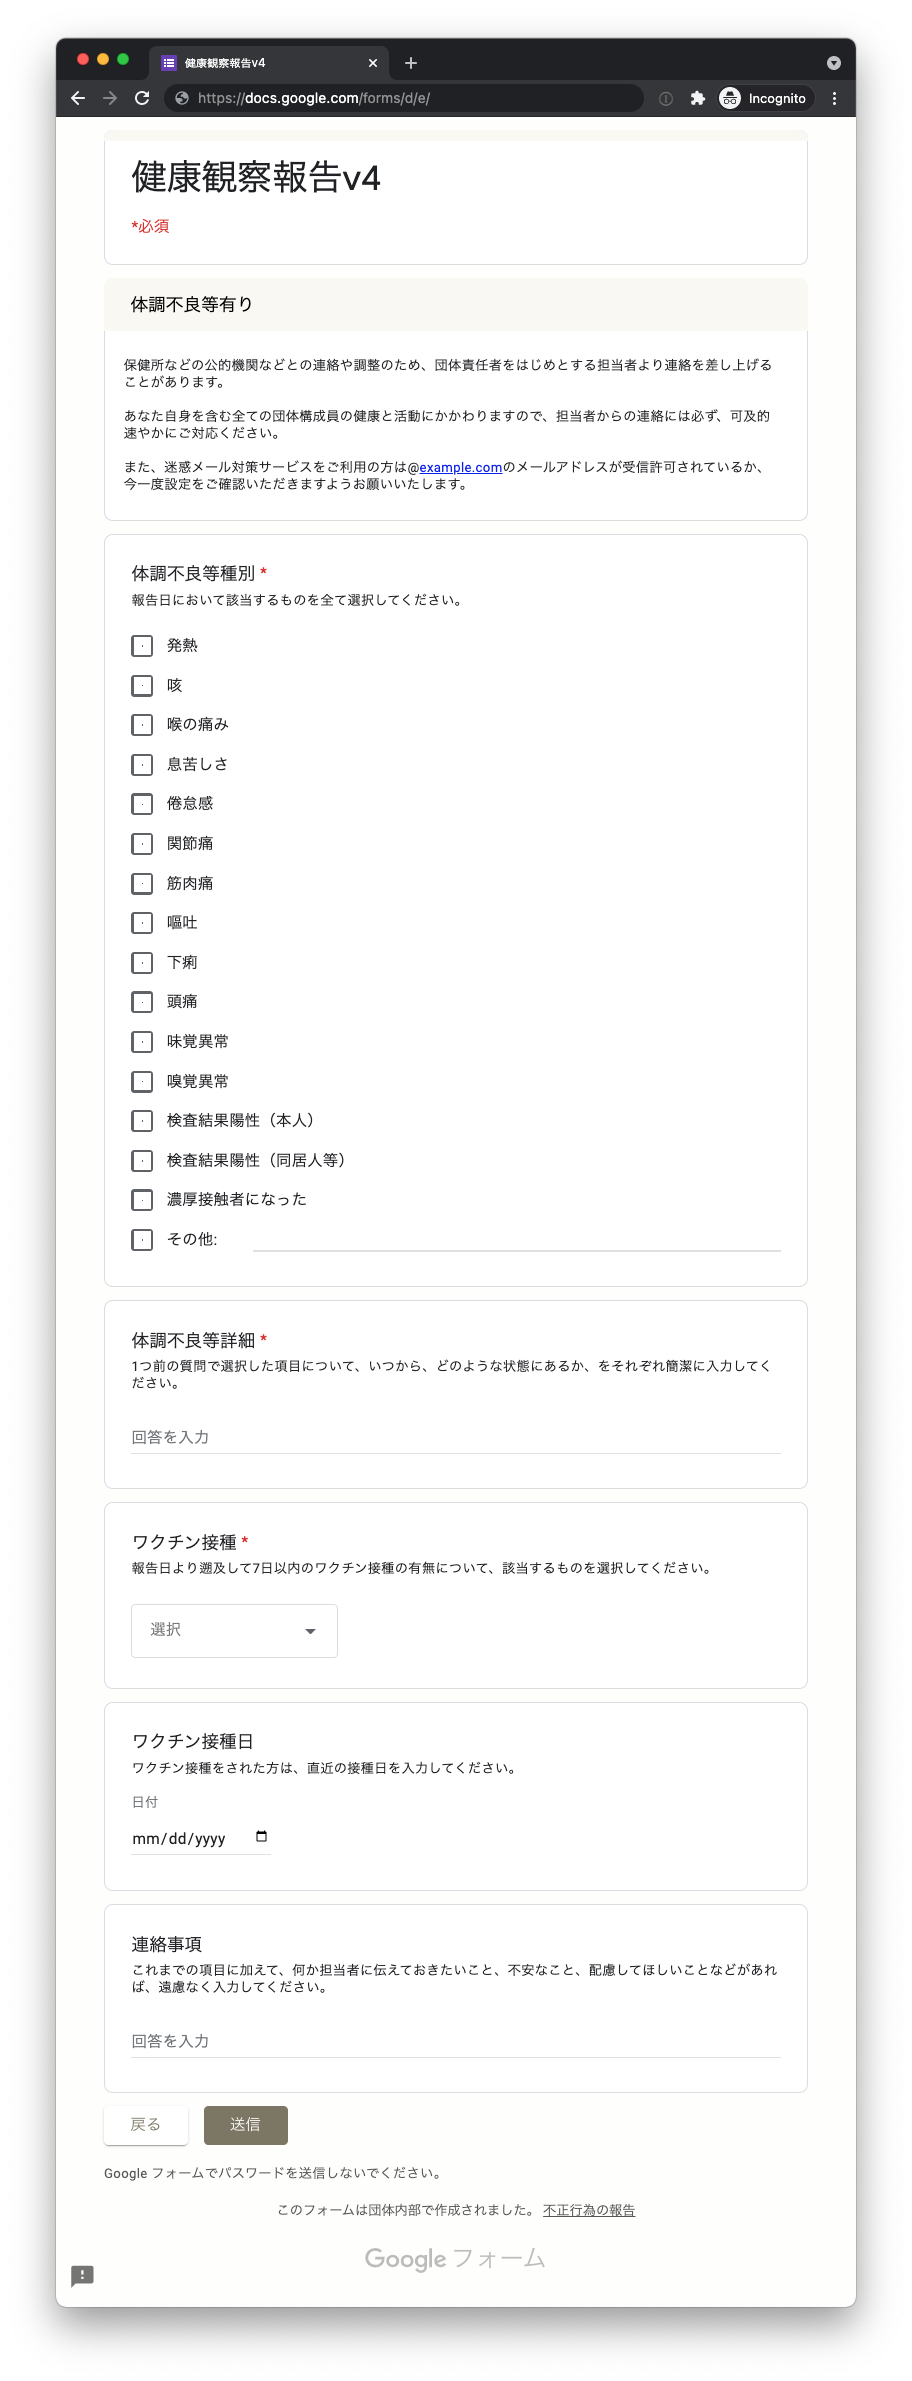 健康観察報告v4
https://docs.google.com/forms/d/e/
Incognito
健康観察報告v4
*必須
体調不良等有り
保健所などの公的機関などとの連絡や調整のため、団体責任者をはじめとする担当者より連絡を差し上げる
ことがあります。
あなた自身を含む全ての団体構成員の健康と活動にかかわりますので、担当者からの連絡には必ず、可及的
速やかにご対応ください。
また、迷惑メール対策サービスをご利用の方は@example.comのメールアドレスが受信許可されているか、
今一度設定をご確認いただきますようお願いいたします。
体調不良等種別 *
報告日において該当するものを全て選択してください。
発熱
咳
喉の痛み
息苦しさ
倦怠感
関節痛
筋肉痛
嘔吐
下痢
頭痛
味覚異常
嗅覚異常
検査結果陽性（本人）
検査結果陽性（同居人等）
濃厚接触者になった
その他:
体調不良等詳細 *
1つ前の質問で選択した項目について、いつから、どのような状態にあるか、をそれぞれ簡潔に入力してく
ださい。
回答を入力
ワクチン接種 *
報告日より遡及して7日以内のワクチン接種の有無について、該当するものを選択してください。
選択
ワクチン接種日
ワクチン接種をされた方は、直近の接種日を入力してください。
日付
mm/dd/yyyy
連絡事項
これまでの項目に加えて、何か担当者に伝えておきたいこと、不安なこと、配慮してほしいことなどがあれ
ば、遠慮なく入力してください。
回答を入力
戻る
送信
Google フォームでパスワードを送信しないでください。
このフォームは団体内部で作成されました。 不正行為の報告
Google フォーム